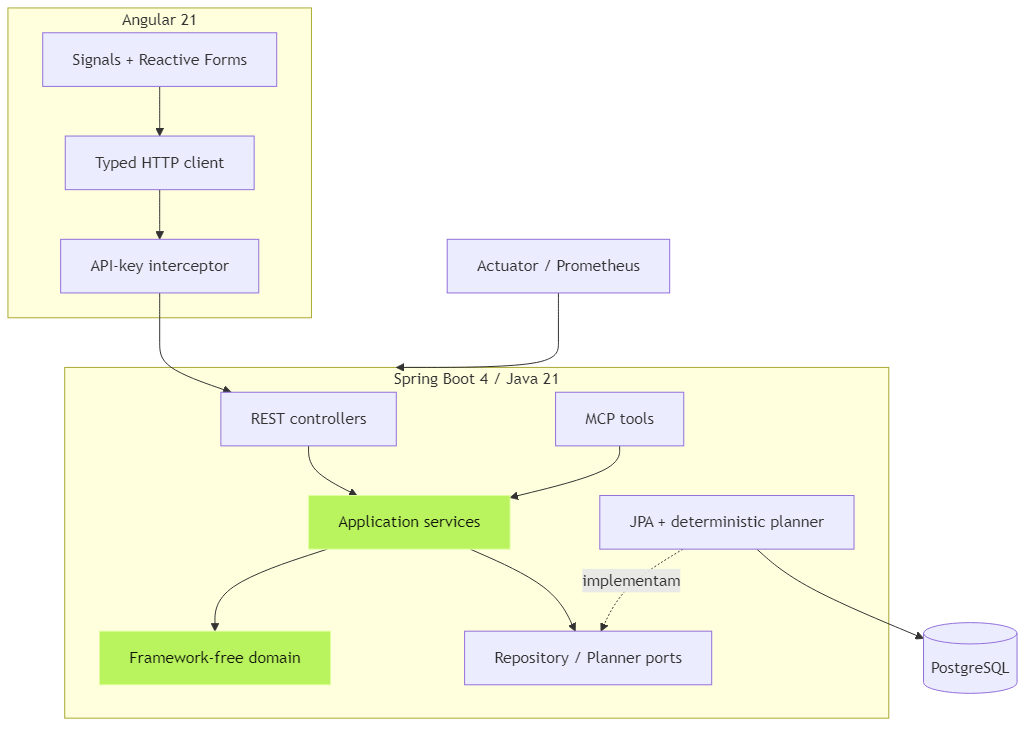 Angular 21
Signals + Reactive Forms
Typed HTTP client
API-key interceptor
Actuator / Prometheus
Spring Boot 4 / Java 21
REST controllers
MCP tools
Application services
JPA + deterministic planner
implementam
Framework-free domain
Repository / Planner ports
PostgreSQL